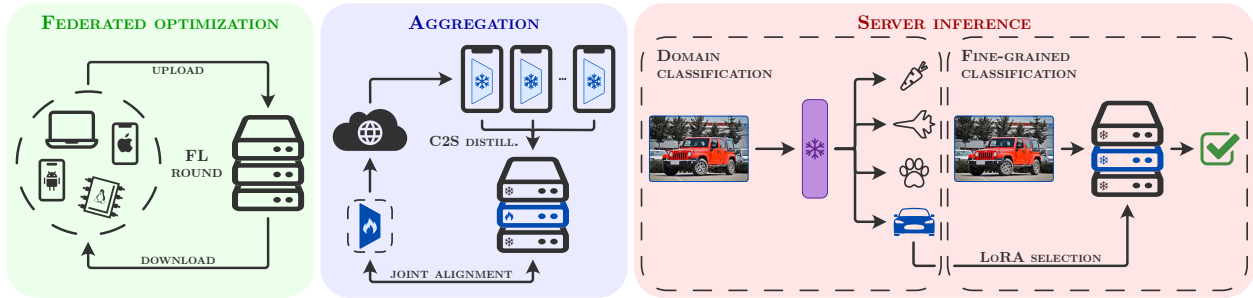 Federated optimization
upload
FL
round
download
Aggregation
...
C2S distill.
joint alignment
Server inference
Domain
classification
Fine-grained
classification
LoRA selection